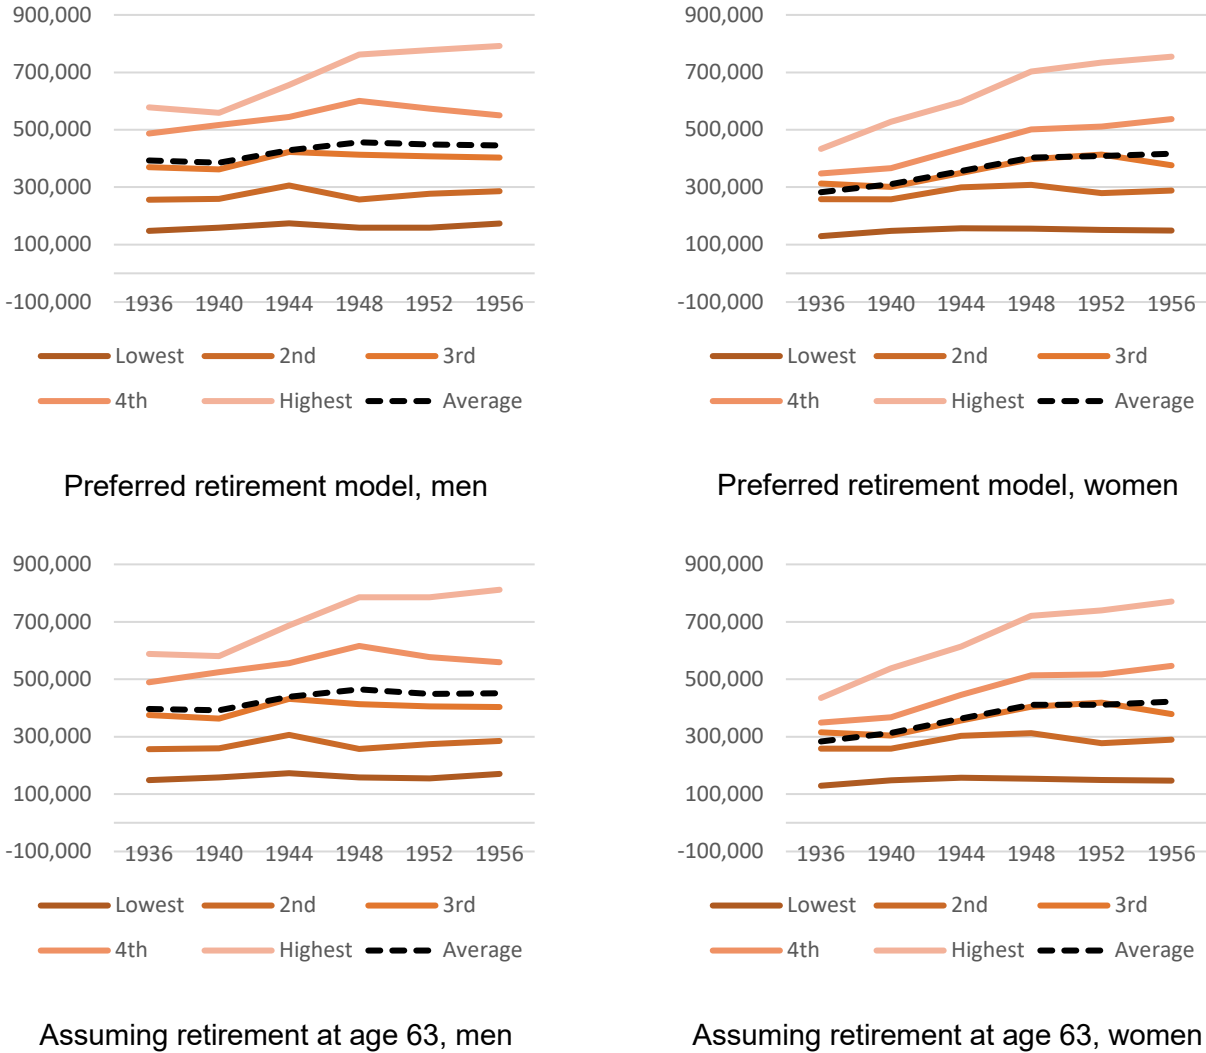 900,000
700,000
500,000
300,000
100,000
-100,000
1936 1940 1944 1948 1952 1956
Lowest 2nd 3rd
4th Highest Average
Preferred retirement model, men
900,000
700,000
500,000
300,000
100,000
-100,000
1936 1940 1944 1948 1952 1956
Lowest 2nd 3rd
4th Highest Average
Preferred retirement model, women
900,000
700,000
500,000
300,000
100,000
-100,000
1936 1940 1944 1948 1952 1956
Lowest 2nd 3rd
4th Highest Average
Assuming retirement at age 63, men
900,000
700,000
500,000
300,000
100,000
-100,000
1936 1940 1944 1948 1952 1956
Lowest 2nd 3rd
4th Highest Average
Assuming retirement at age 63, women